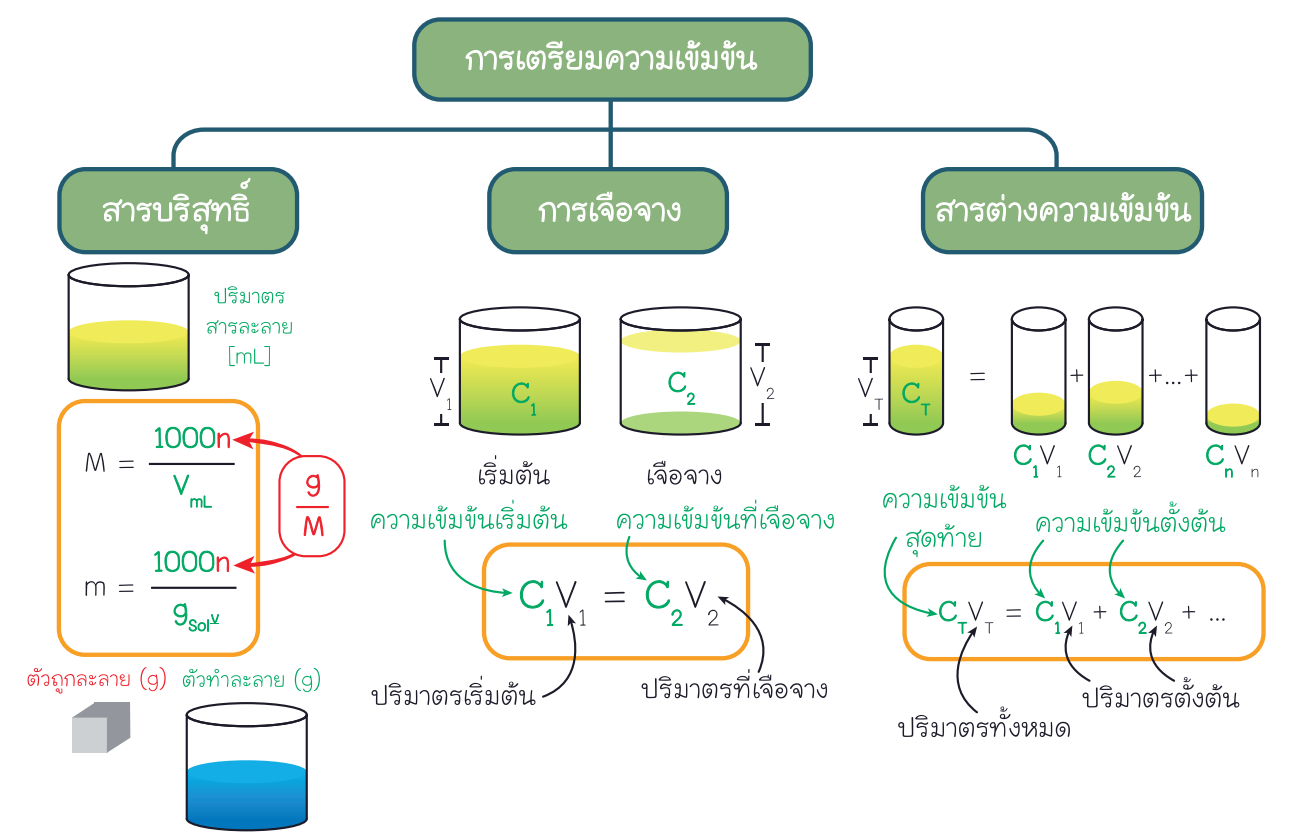 การเตรียมความเข้มข้น
สารบริสุทธิ์
ปริมาตร
สารละลาย
[mL]
M = 1000n / V mL
g / M
m = 1000n / g Solv
ตัวถูกละลาย (g)
ตัวทำละลาย (g)
การเจือจาง
V1
C1
C2
V2
เริ่มต้น
เจือจาง
ความเข้มข้นเริ่มต้น
ความเข้มข้นที่เจือจาง
C1V1 = C2V2
ปริมาตรเริ่มต้น
ปริมาตรที่เจือจาง
สารต่างความเข้มข้น
VT
CT
= + +...+
C1V1 C2V2 CnVn
ความเข้มข้น
สุดท้าย
ความเข้มข้นตั้งต้น
CTVT = C1V1 + C2V2 + ...
ปริมาตรตั้งต้น
ปริมาตรทั้งหมด